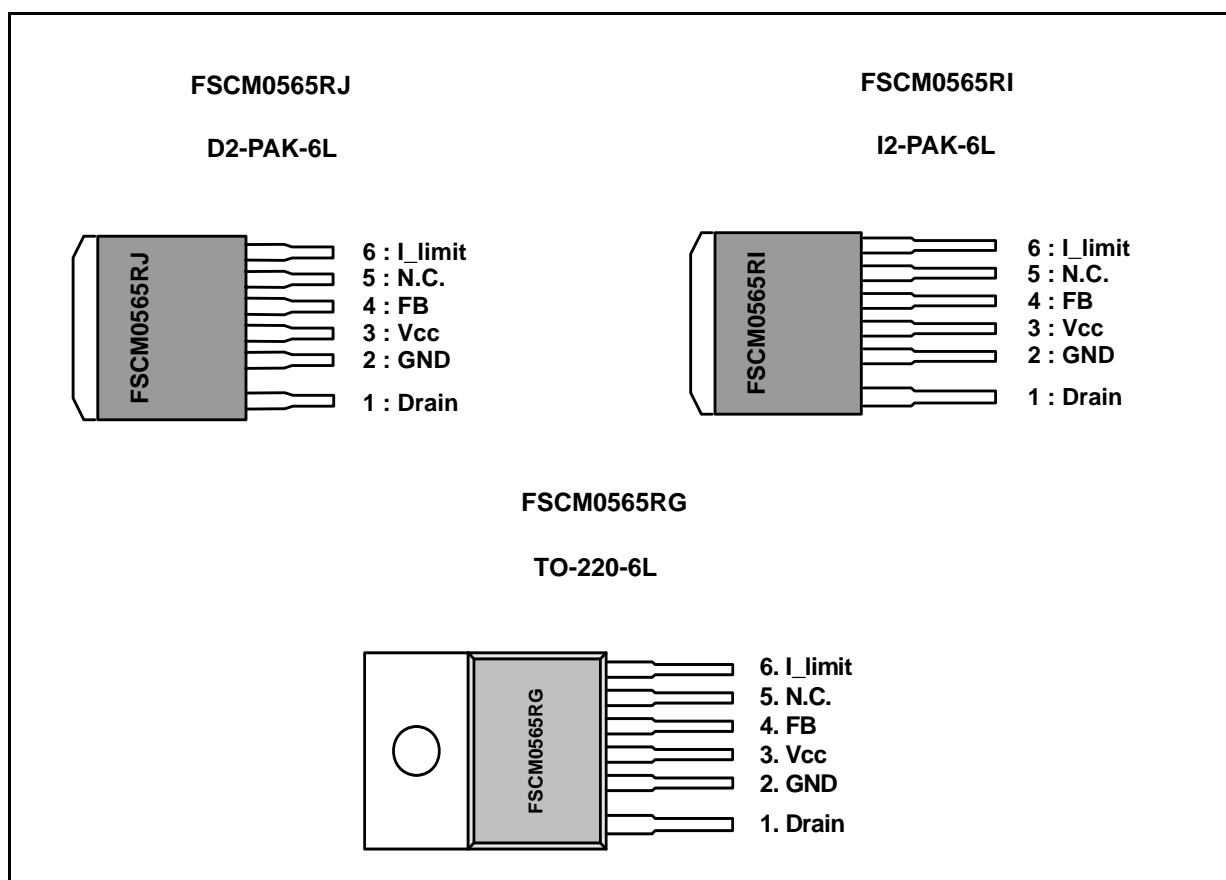 FSCM0565RJ
D2-PAK-6L
FSCM0565RJ
6 : I_limit
5 : N.C.
4 : FB
3 : Vcc
2 : GND
1 : Drain
FSCM0565RI
I2-PAK-6L
FSCM0565RI
6 : I_limit
5 : N.C.
4 : FB
3 : Vcc
2 : GND
1 : Drain
FSCM0565RG
TO-220-6L
FSCM0565RG
6. I_limit
5. N.C.
4. FB
3. Vcc
2. GND
1. Drain